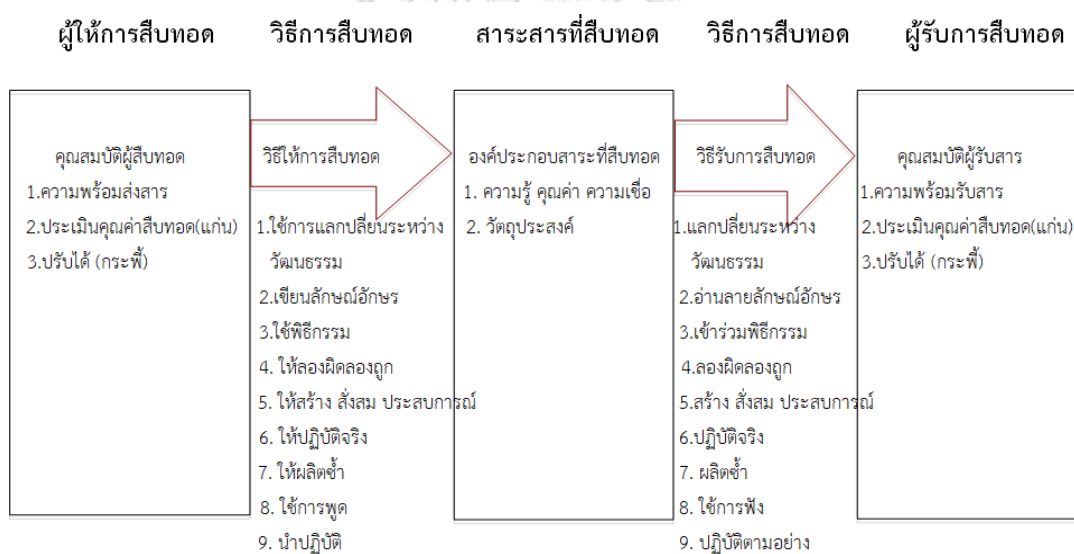 ผู้ให้การสืบทอด
วิธีการสืบทอด
สาระสารที่สืบทอด
วิธีการสืบทอด
ผู้รับการสืบทอด
คุณสมบัติผู้สืบทอด
1.ความพร้อมส่งสาร
2.ประเมินคุณค่าสืบทอด(แก่น)
3.ปรับได้ (กระพี้)
วิธีให้การสืบทอด
1.ใช้การแลกปลี่ยนระหว่าง
วัฒนธรรม
2.เขียนลักษณ์อักษร
3.ใช้พิธีกรรม
4. ให้ลองผิดลองถูก
5. ให้สร้าง สั่งสม ประสบการณ์
6. ให้ปฏิบัติจริง
7. ให้ผลิตซ้ำ
8. ใช้การพูด
9. นำปฏิบัติ
องค์ประกอบสาระที่สืบทอด
1. ความรู้ คุณค่า ความเชื่อ
2. วัตถุประสงค์
วิธีรับการสืบทอด
1.แลกปลี่ยนระหว่าง
วัฒนธรรม
2.อ่านลายลักษณ์อักษร
3.เข้าร่วมพิธีกรรม
4.ลองผิดลองถูก
5.สร้าง สั่งสม ประสบการณ์
6.ปฏิบัติจริง
7. ผลิตซ้ำ
8. ใช้การฟัง
9. ปฏิบัติตามอย่าง
คุณสมบัติผู้รับสาร
1.ความพร้อมรับสาร
2.ประเมินคุณค่าสืบทอด(แก่น)
3.ปรับได้ (กระพี้)